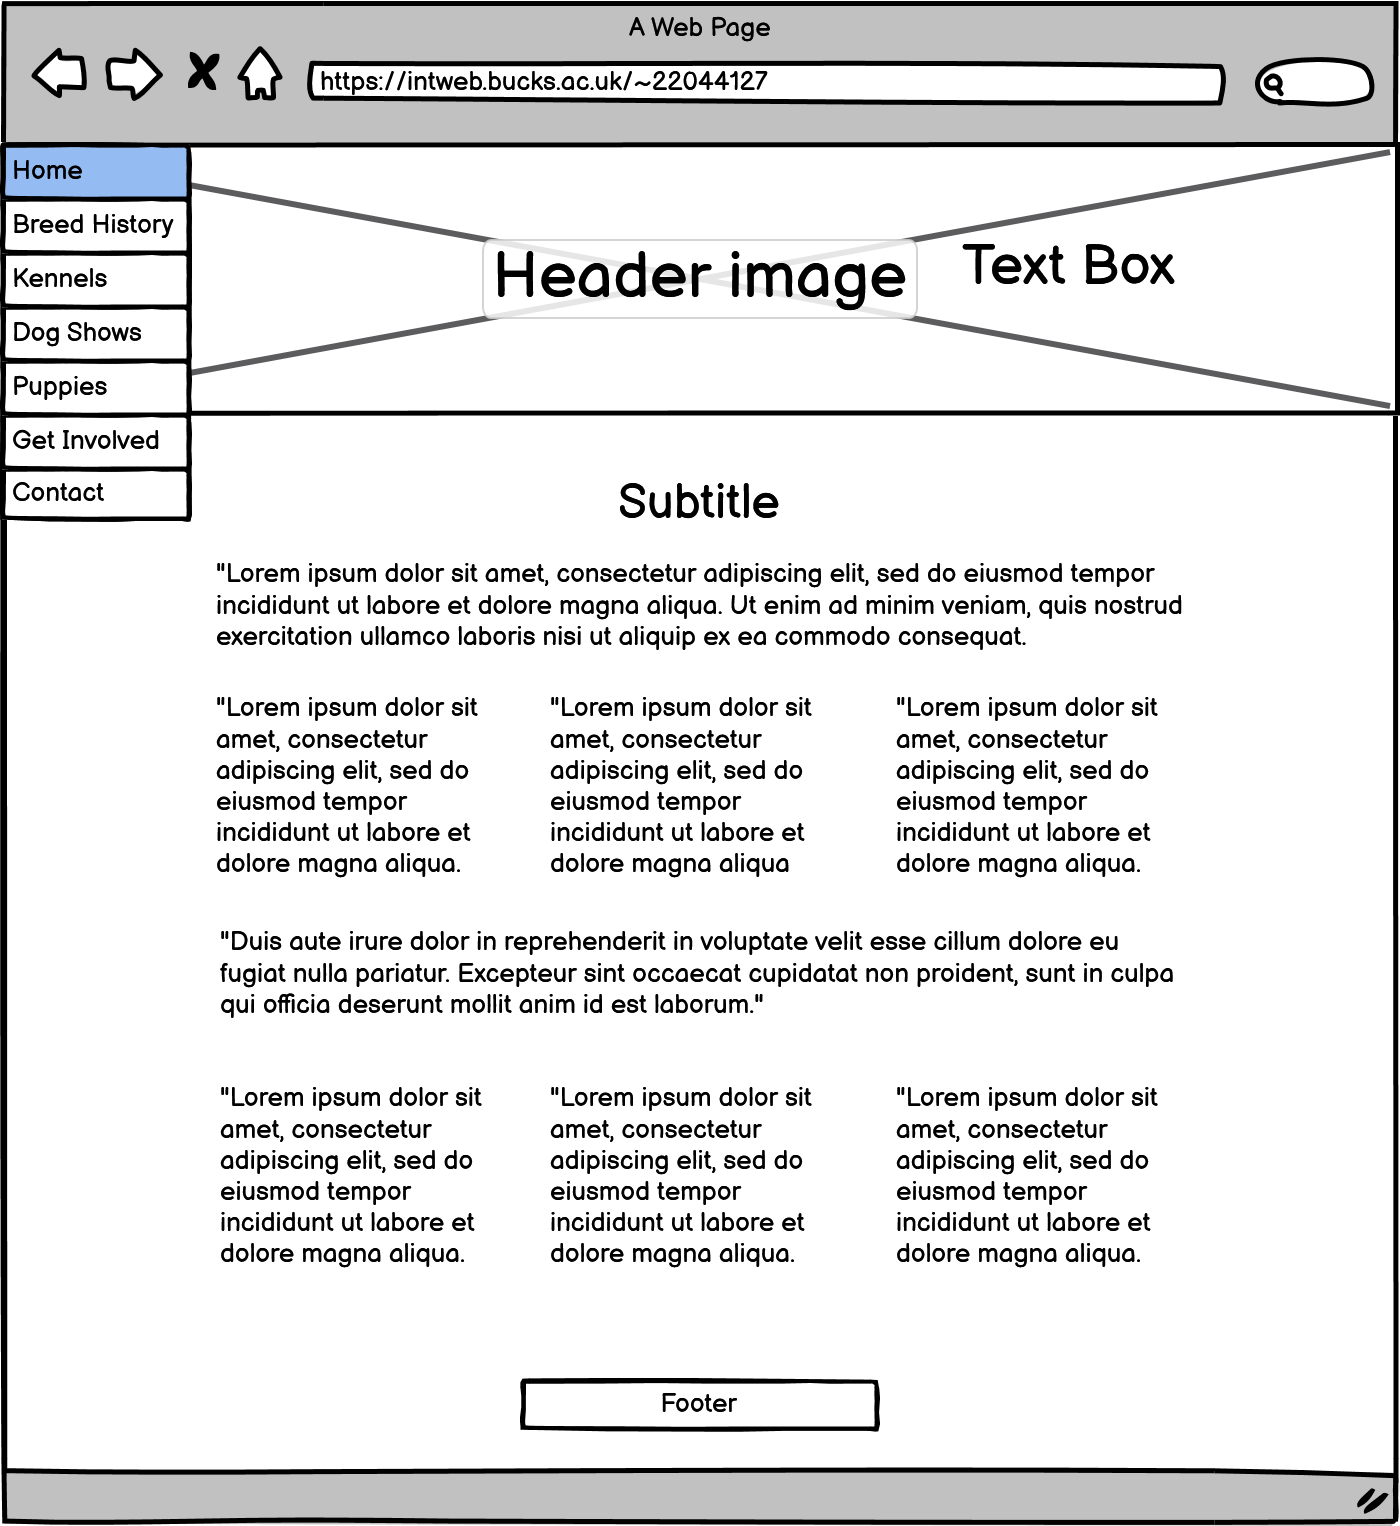 A Web Page
https://intweb.bucks.ac.uk/~22044127
Home
Breed History
Kennels
Dog Shows
Puppies
Get Involved
Contact
Header image
Text Box
Subtitle
"Lorem ipsum dolor sit amet, consectetur adipiscing elit, sed do eiusmod tempor
incididunt ut labore et dolore magna aliqua. Ut enim ad minim veniam, quis nostrud
exercitation ullamco laboris nisi ut aliquip ex ea commodo consequat.
"Lorem ipsum dolor sit
amet, consectetur
adipiscing elit, sed do
eiusmod tempor
incididunt ut labore et
dolore magna aliqua.
"Lorem ipsum dolor sit
amet, consectetur
adipiscing elit, sed do
eiusmod tempor
incididunt ut labore et
dolore magna aliqua
"Lorem ipsum dolor sit
amet, consectetur
adipiscing elit, sed do
eiusmod tempor
incididunt ut labore et
dolore magna aliqua.
"Duis aute irure dolor in reprehenderit in voluptate velit esse cillum dolore eu
fugiat nulla pariatur. Excepteur sint occaecat cupidatat non proident, sunt in culpa
qui officia deserunt mollit anim id est laborum."
"Lorem ipsum dolor sit
amet, consectetur
adipiscing elit, sed do
eiusmod tempor
incididunt ut labore et
dolore magna aliqua.
"Lorem ipsum dolor sit
amet, consectetur
adipiscing elit, sed do
eiusmod tempor
incididunt ut labore et
dolore magna aliqua.
"Lorem ipsum dolor sit
amet, consectetur
adipiscing elit, sed do
eiusmod tempor
incididunt ut labore et
dolore magna aliqua.
Footer